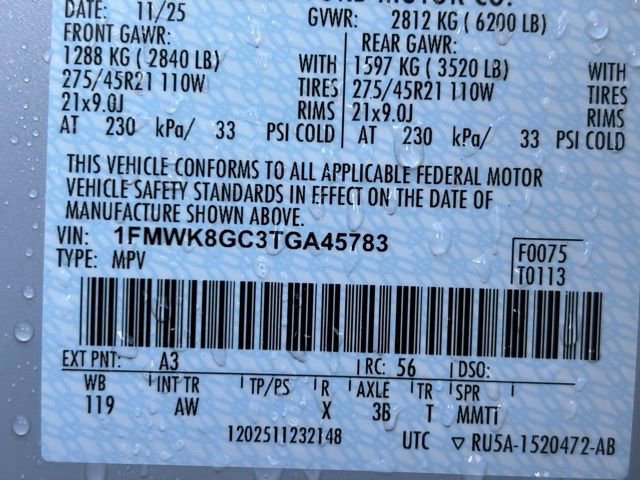 FORD MOTOR CO.
DATE: 11/25 GVWR: 2812 KG ( 6200 LB)
FRONT GAWR: REAR GAWR:
1288 KG ( 2840 LB) WITH 1597 KG ( 3520 LB) WITH
275/45R21 110W TIRES 275/45R21 110W TIRES
21x9.0J RIMS 21x9.0J RIMS
AT 230 kPa/ 33 PSI COLD AT 230 kPa/ 33 PSI COLD
THIS VEHICLE CONFORMS TO ALL APPLICABLE FEDERAL MOTOR
VEHICLE SAFETY STANDARDS IN EFFECT ON THE DATE OF
MANUFACTURE SHOWN ABOVE.
VIN: 1FMWK8GC3TGA45783 F0075
TYPE: MPV T0113
EXT PNT: A3 RC: 56 DSO:
WB INT TR TP/PS R AXLE TR SPR
119 AW X 3B T MMTI
1202511232148 UTC ▽ RU5A-1520472-AB